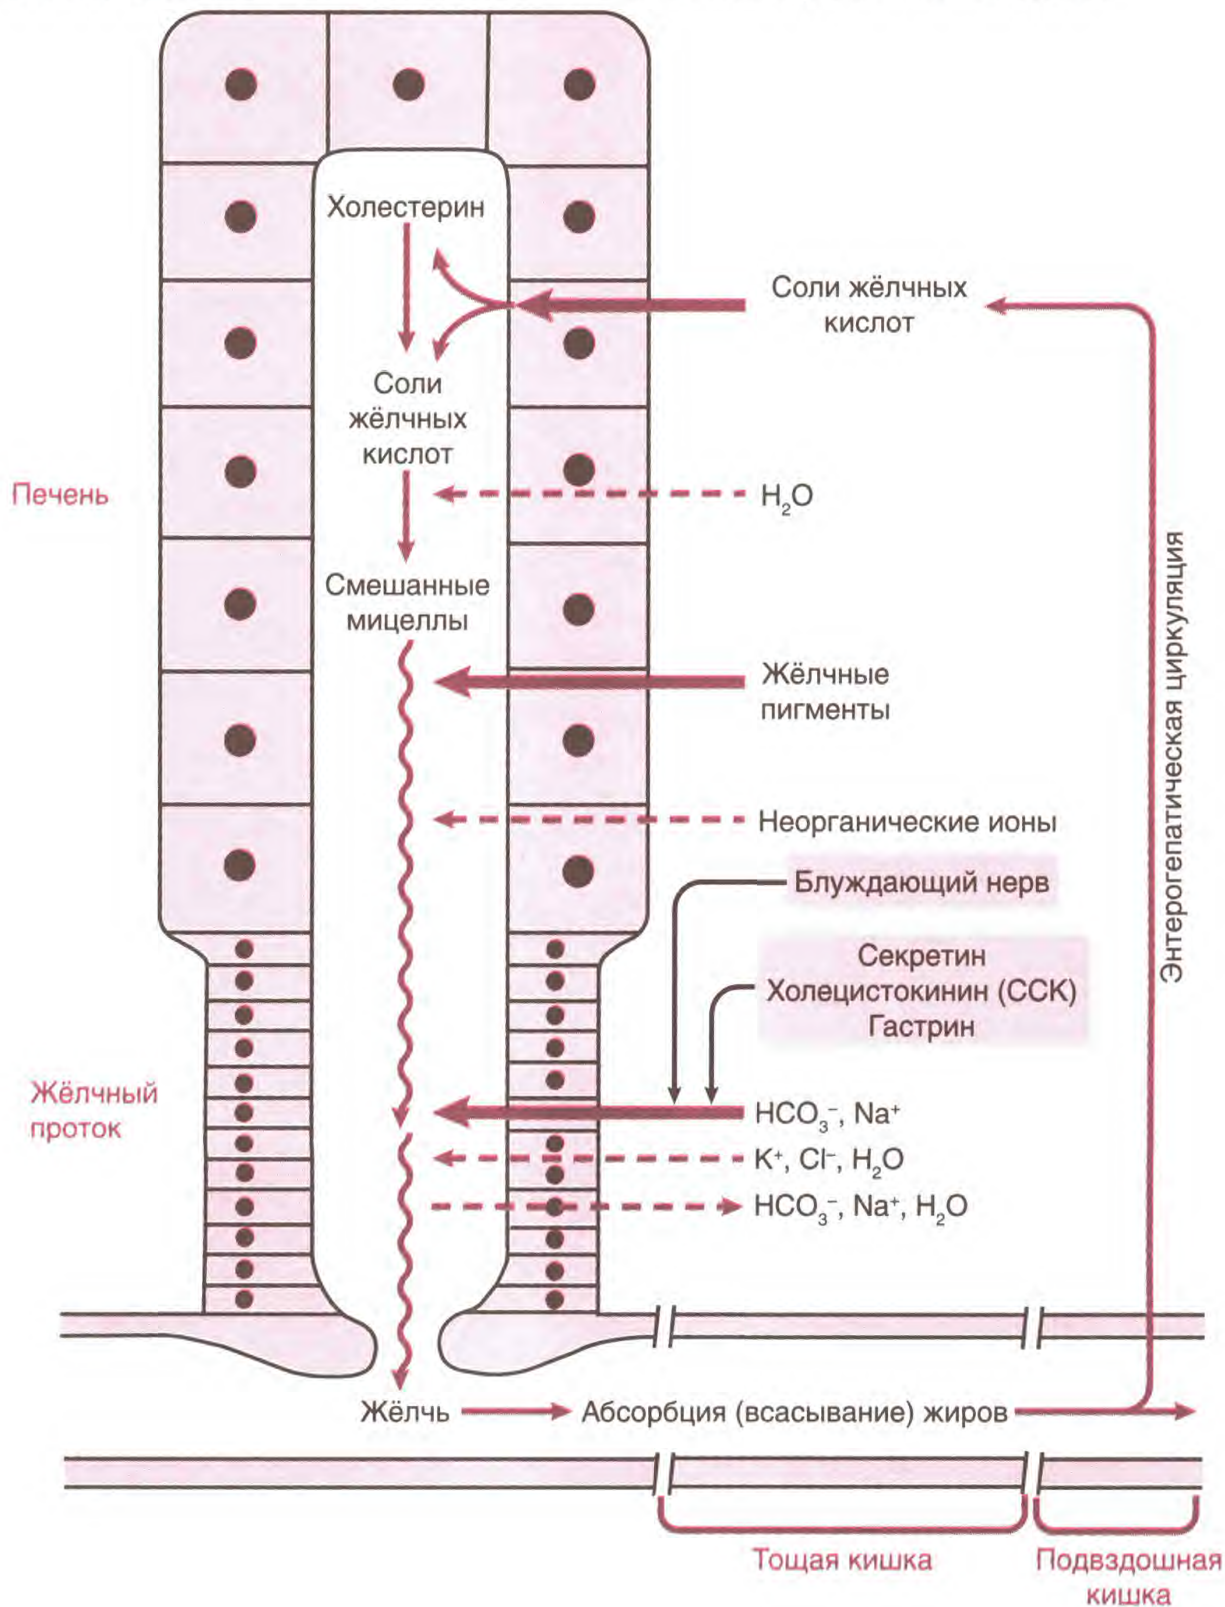 Холестерин
Соли жёлчных
кислот
Соли
жёлчных
кислот
Печень
H₂O
Смешанные
мицеллы
Жёлчные
пигменты
Энтерогепатическая циркуляция
Неорганические ионы
Блуждающий нерв
Секретин
Холецистокинин (ССК)
Гастрин
Жёлчный
проток
HCO₃⁻, Na⁺
K⁺, Cl⁻, H₂O
HCO₃⁻, Na⁺, H₂O
Жёлчь
Абсорбция (всасывание) жиров
Тощая кишка
Подвздошная
кишка